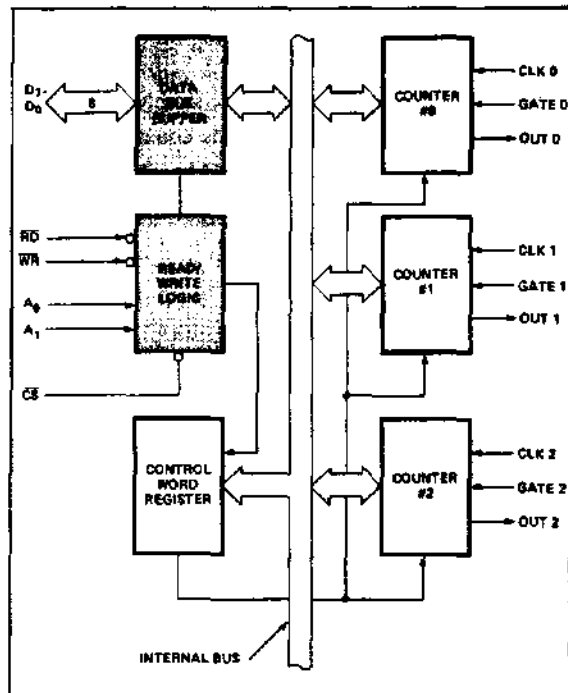 D7-
D0
8
DATA
BUS
BUFFER
COUNTER
#0
CLK 0
GATE 0
OUT 0
RD
WR
A0
A1
CS
READ/
WRITE
LOGIC
COUNTER
#1
CLK 1
GATE 1
OUT 1
CONTROL
WORD
REGISTER
COUNTER
#2
CLK 2
GATE 2
OUT 2
INTERNAL BUS